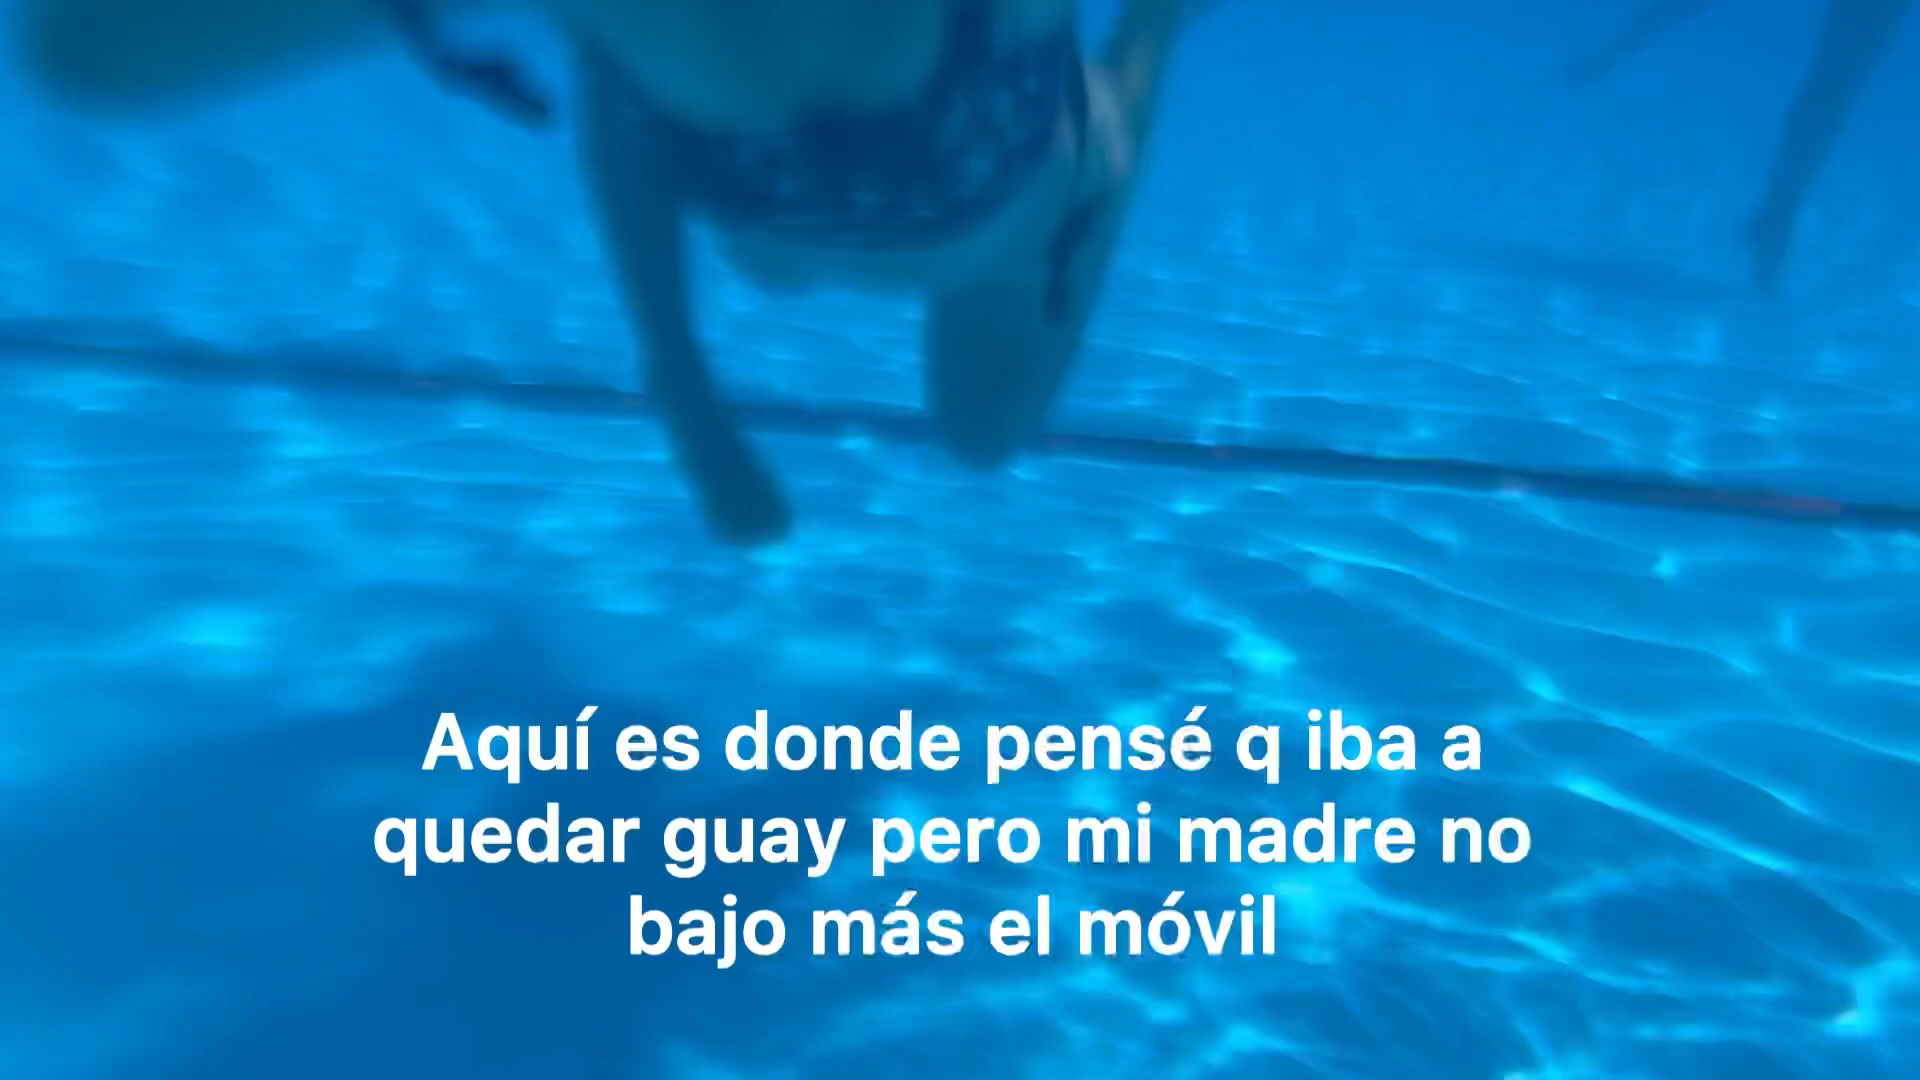 Aquí es donde pensé q iba a
quedar guay pero mi madre no
bajo más el móvil